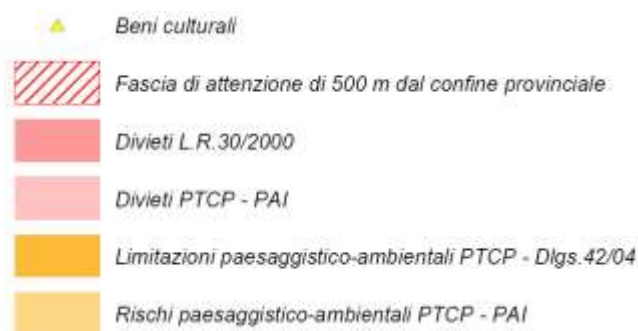 Beni culturali
Fascia di attenzione di 500 m dal confine provinciale
Divieti L.R.30/2000
Divieti PTCP - PAI
Limitazioni paesaggistico-ambientali PTCP - Dlgs.42/04
Rischi paesaggistico-ambientali PTCP - PAI